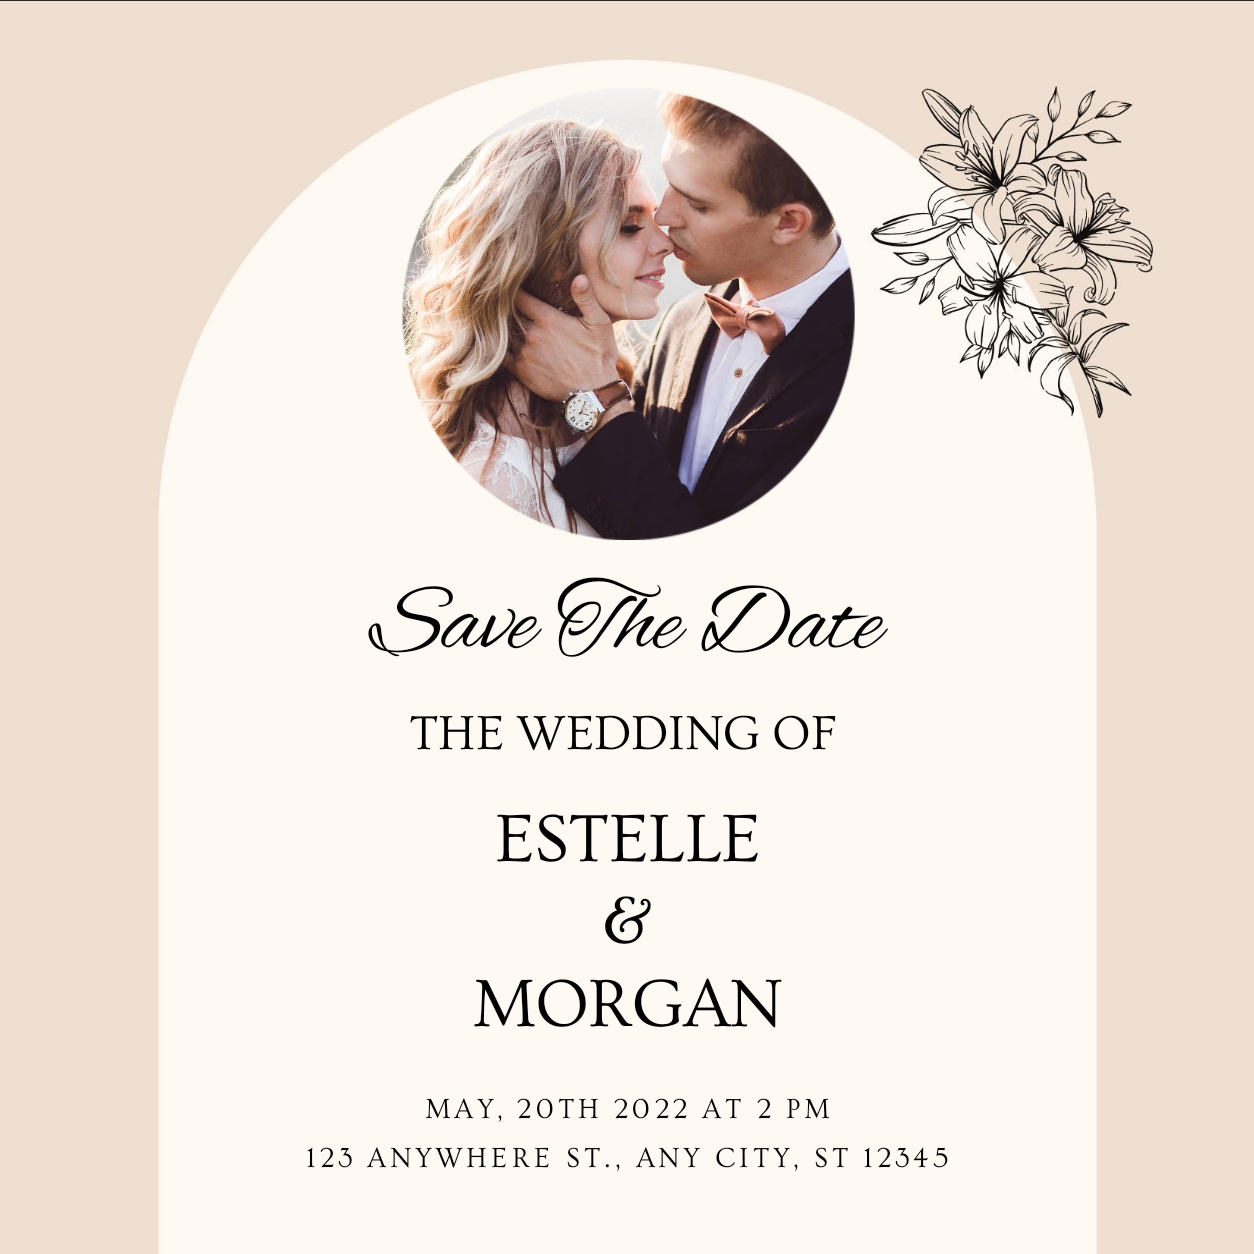 Save The Date
THE WEDDING OF
ESTELLE
&
MORGAN
MAY, 20TH 2022 AT 2 PM
123 ANYWHERE ST., ANY CITY, ST 12345